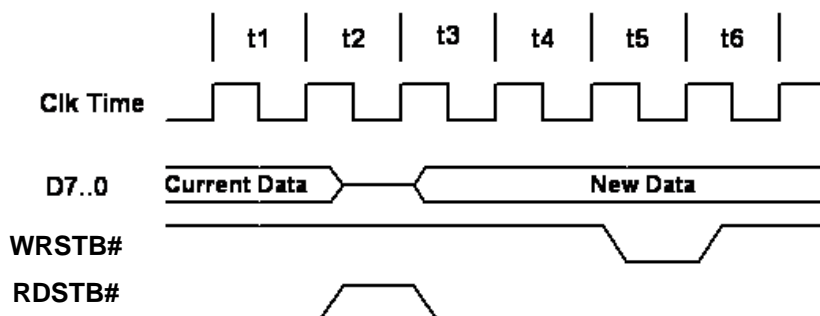 t1 t2 t3 t4 t5 t6
Clk Time
D7..0 Current Data New Data
WRSTB#
RDSTB#